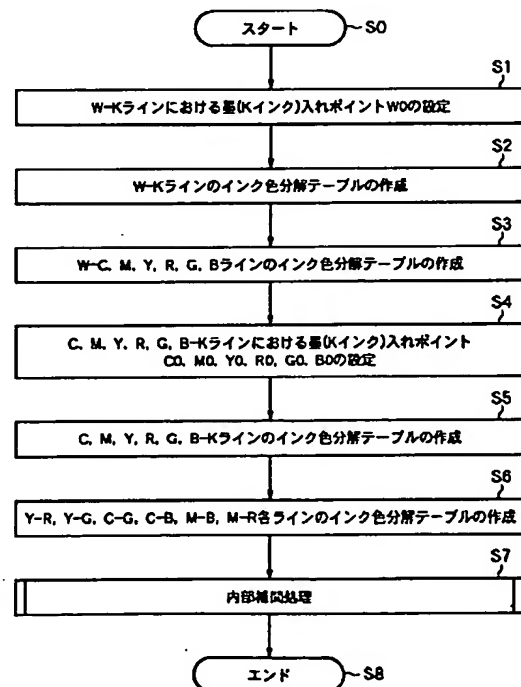 スタート
S0
S1
W-Kラインにおける墨(Kインク)入れポイントW0の設定
S2
W-Kラインのインク色分解テーブルの作成
S3
W-C, M, Y, R, G, Bラインのインク色分解テーブルの作成
S4
C, M, Y, R, G, B-Kラインにおける墨(Kインク)入れポイント
C0, M0, Y0, R0, G0, B0の設定
S5
C, M, Y, R, G, B-Kラインのインク色分解テーブルの作成
S6
Y-R, Y-G, C-G, C-B, M-B, M-R各ラインのインク色分解テーブルの作成
S7
内部補間処理
エンド
S8